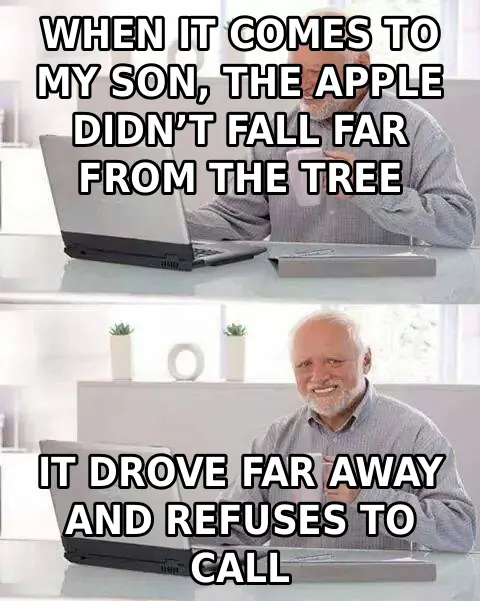 WHEN IT COMES TO
MY SON, THE APPLE
DIDN'T FALL FAR
FROM THE TREE
IT DROVE FAR AWAY
AND REFUSES TO
CALL